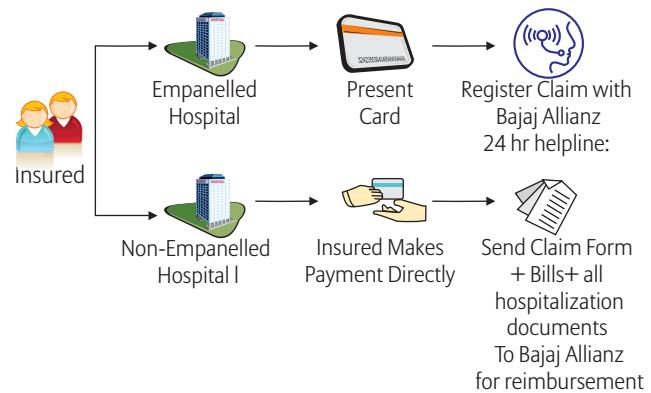 Insured
Empanelled
Hospital
Present
Card
Register Claim with
Bajaj Allianz
24 hr helpline:
Non-Empanelled
Hospital l
Insured Makes
Payment Directly
Send Claim Form
+ Bills+ all
hospitalization
documents
To Bajaj Allianz
for reimbursement